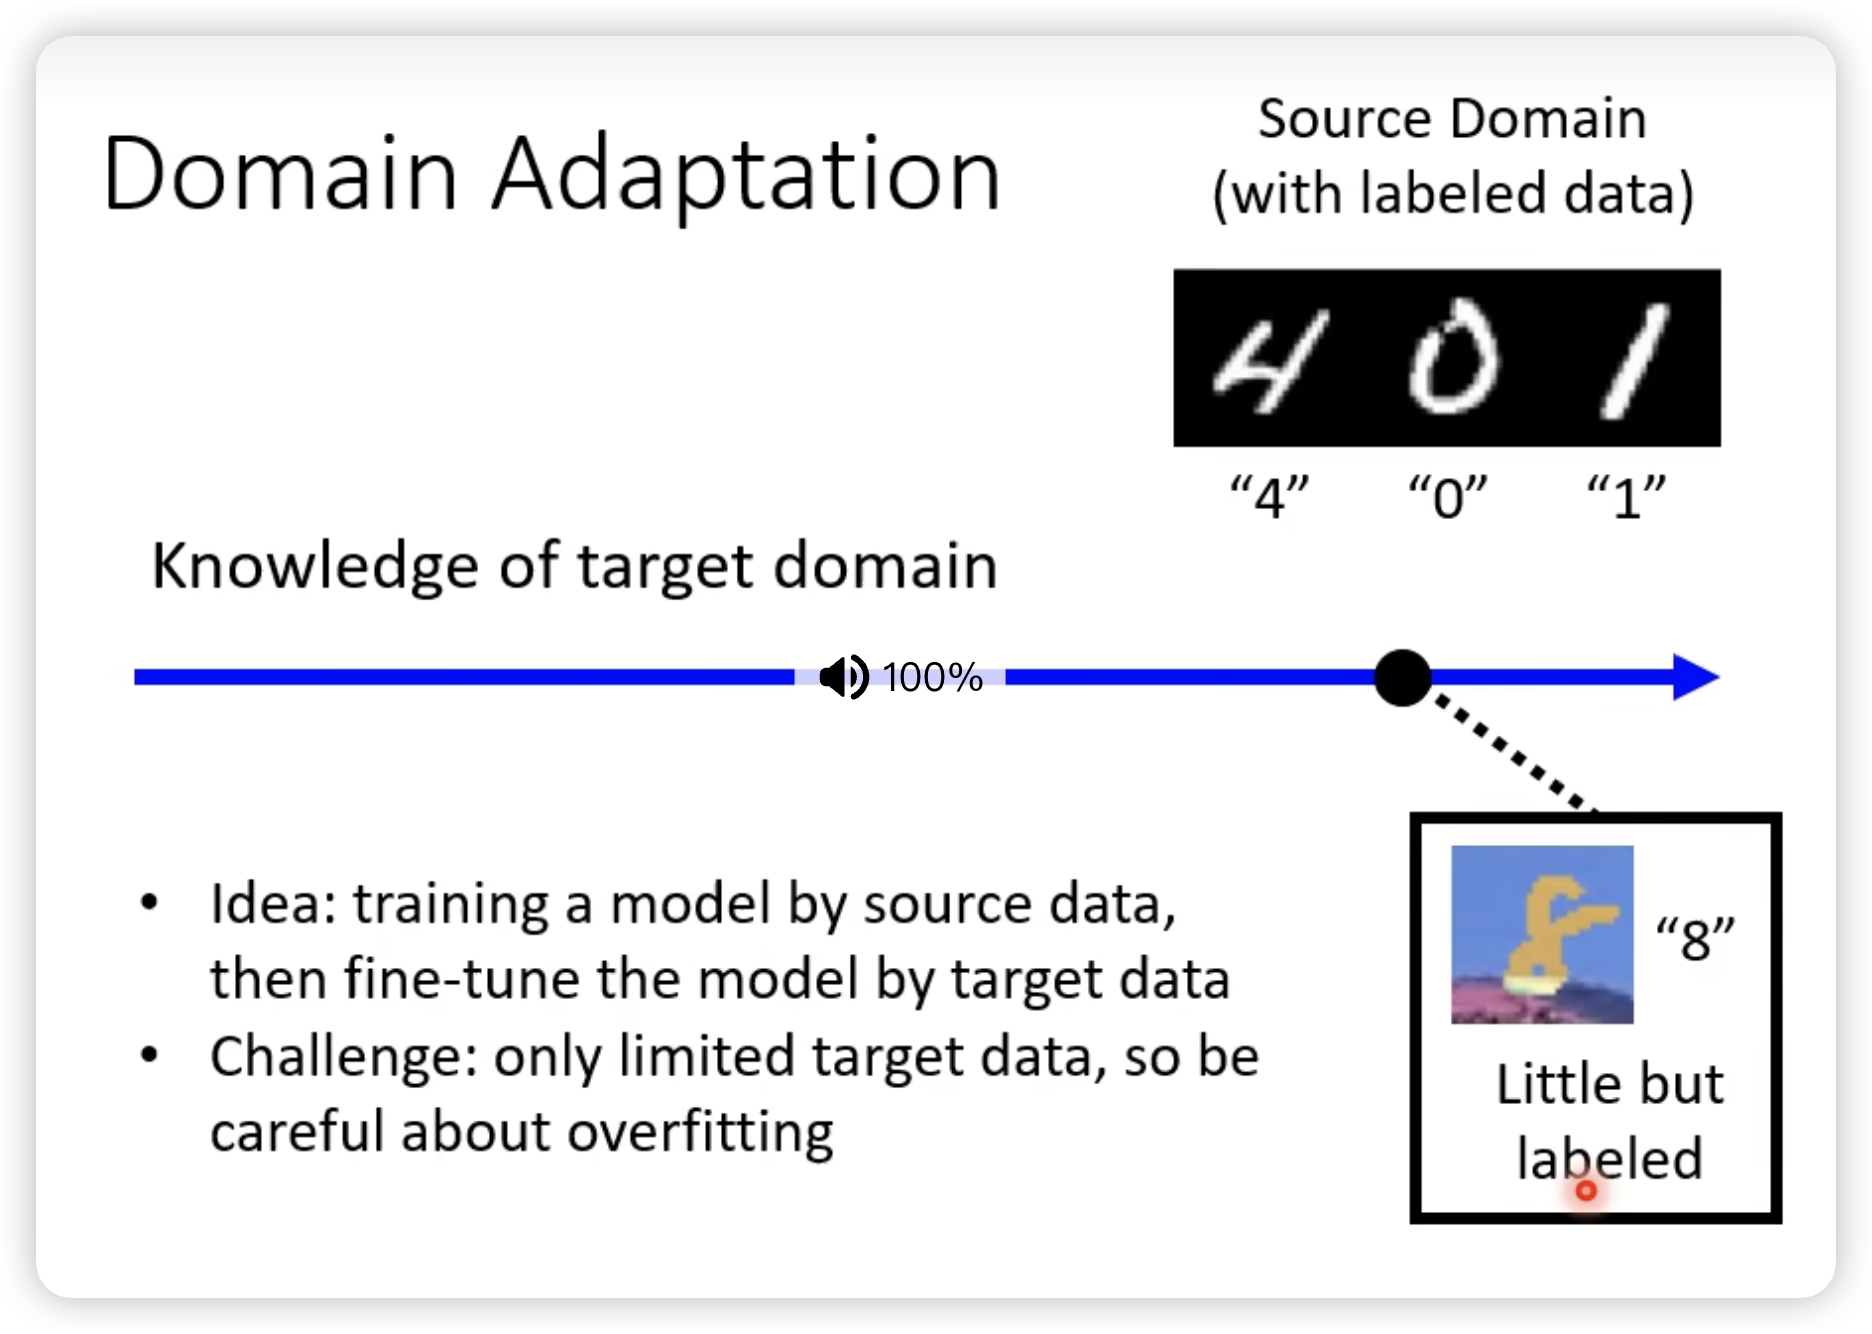 Domain Adaptation
Source Domain
(with labeled data)
4 0 1
“4” “0” “1”
Knowledge of target domain
100%
• Idea: training a model by source data,
then fine-tune the model by target data
• Challenge: only limited target data, so be
careful about overfitting
8 “8”
Little but
labeled